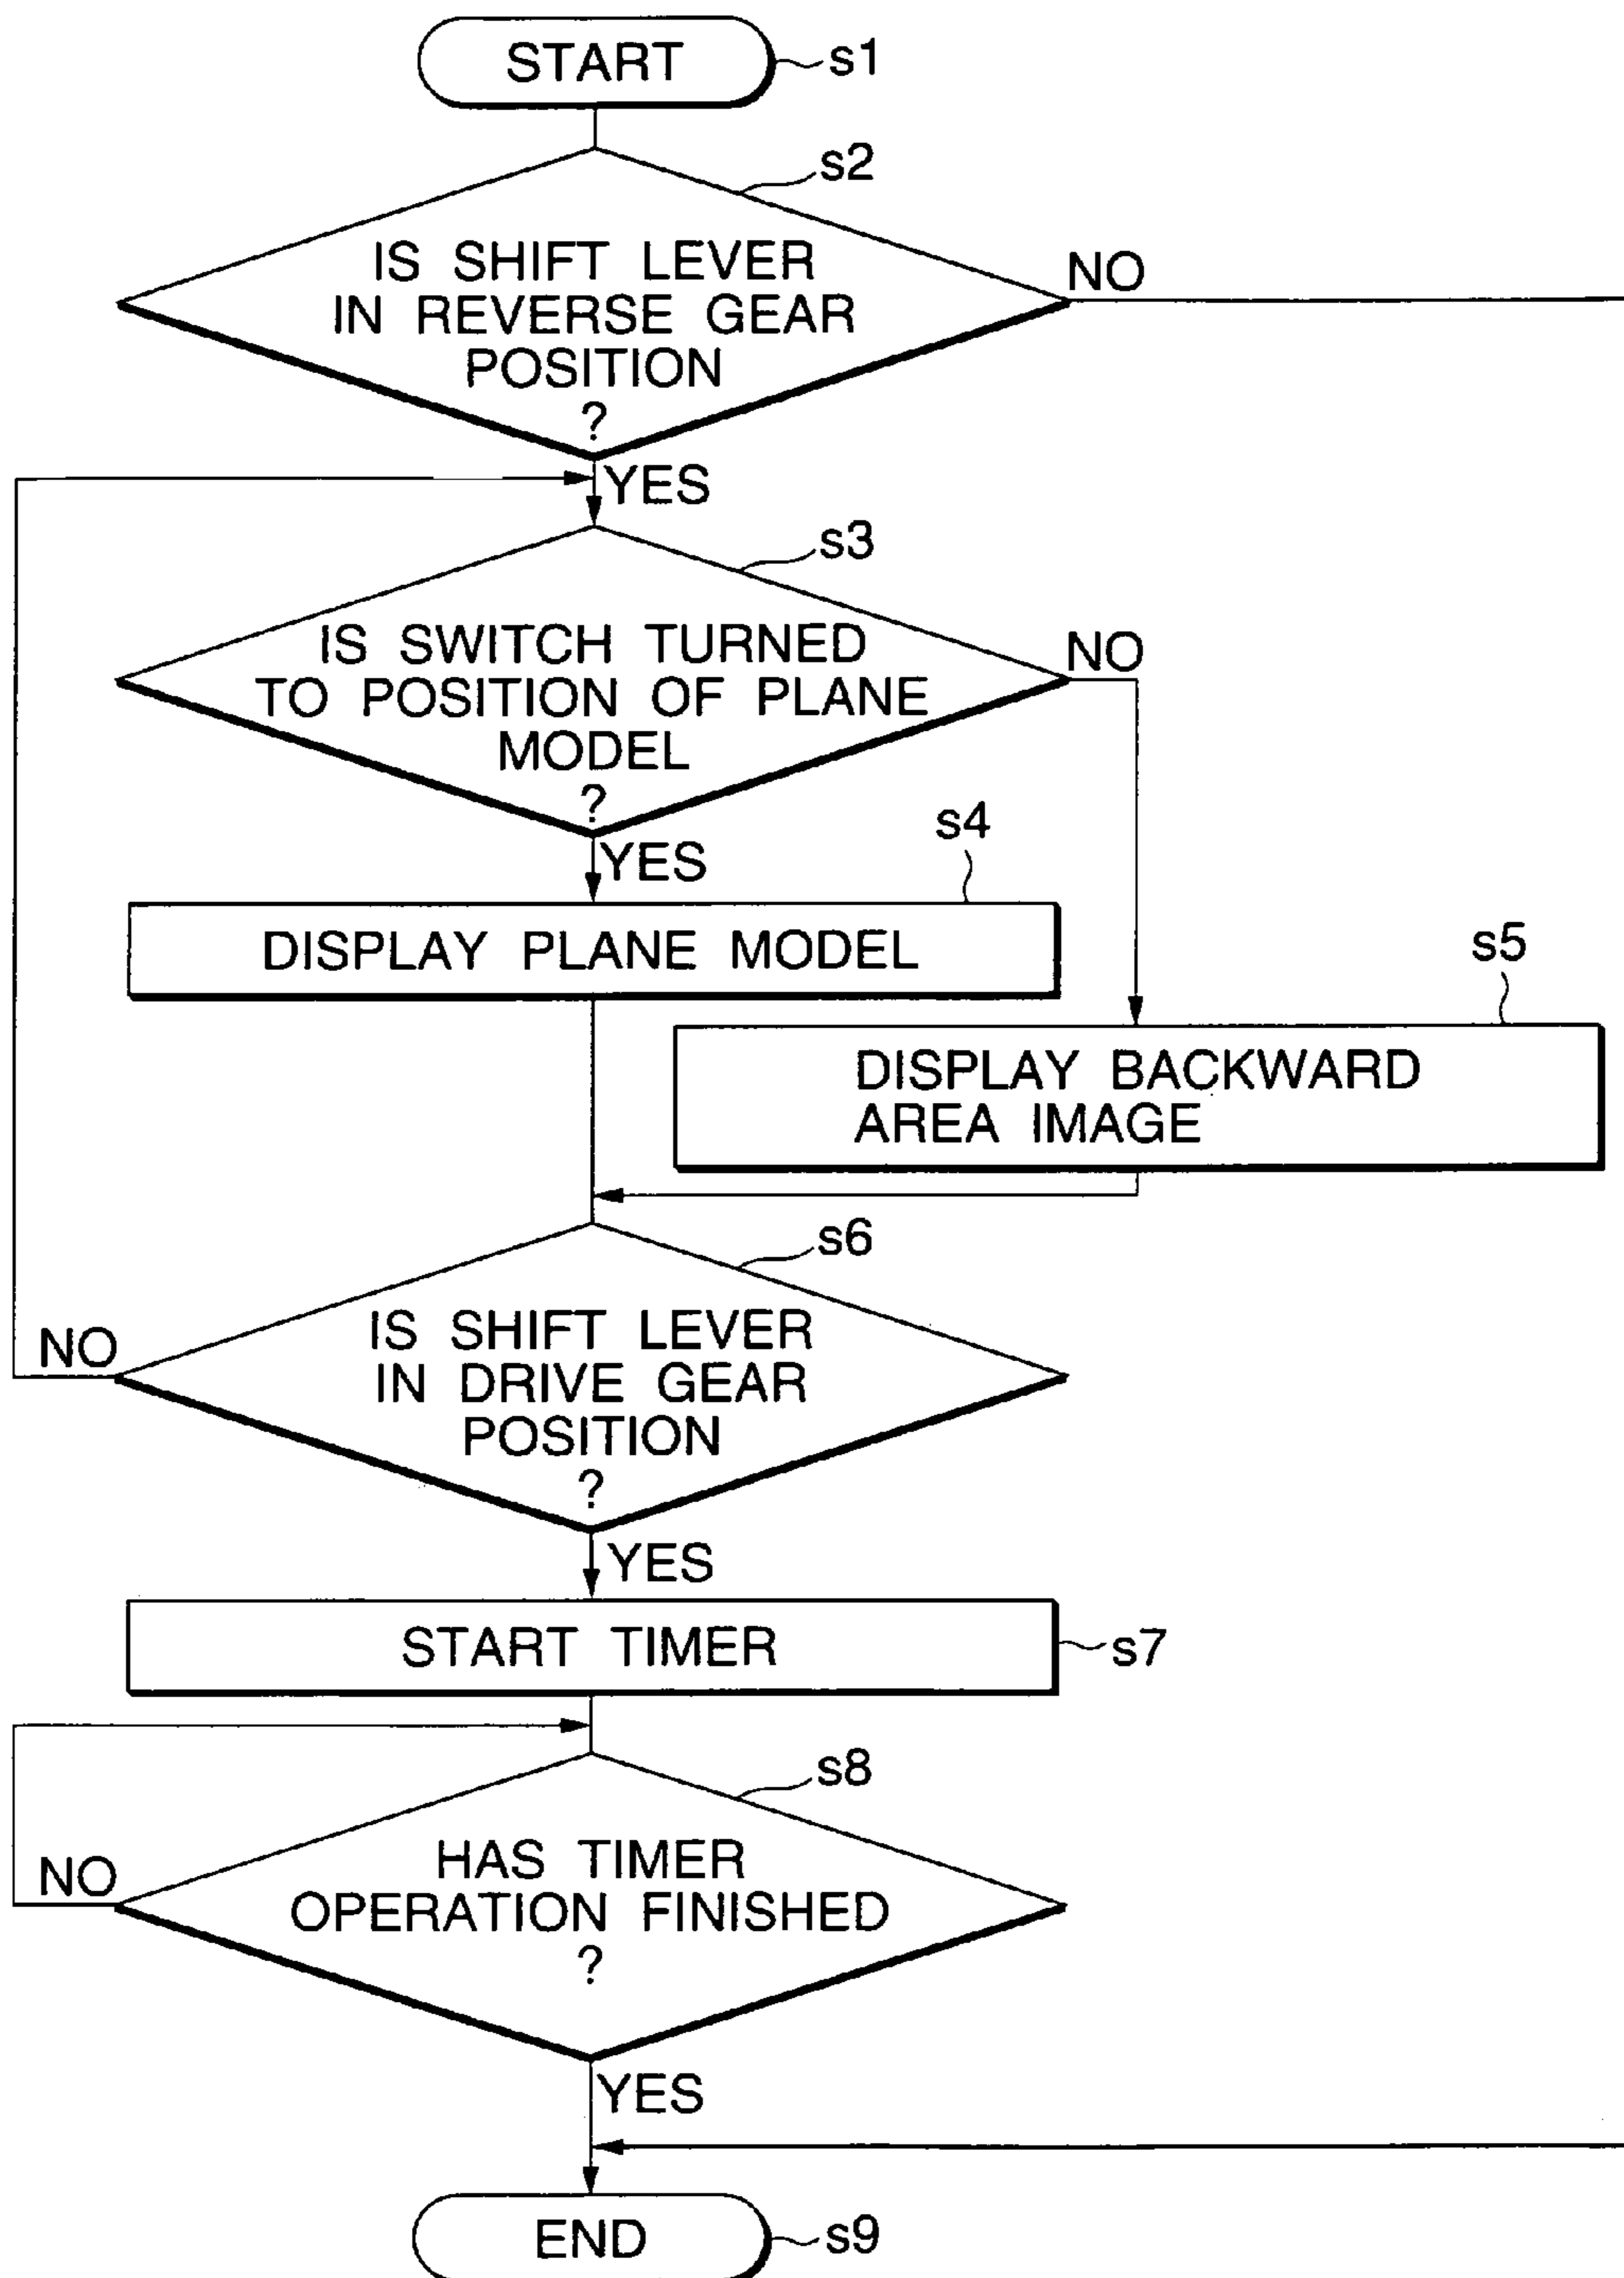 START
s1
s2
IS SHIFT LEVER
IN REVERSE GEAR
POSITION
?
NO
YES
s3
IS SWITCH TURNED
TO POSITION OF PLANE
MODEL
?
NO
YES
s4
DISPLAY PLANE MODEL
s5
DISPLAY BACKWARD
AREA IMAGE
s6
IS SHIFT LEVER
IN DRIVE GEAR
POSITION
?
NO
YES
START TIMER
s7
s8
HAS TIMER
OPERATION FINISHED
?
NO
YES
END
s9